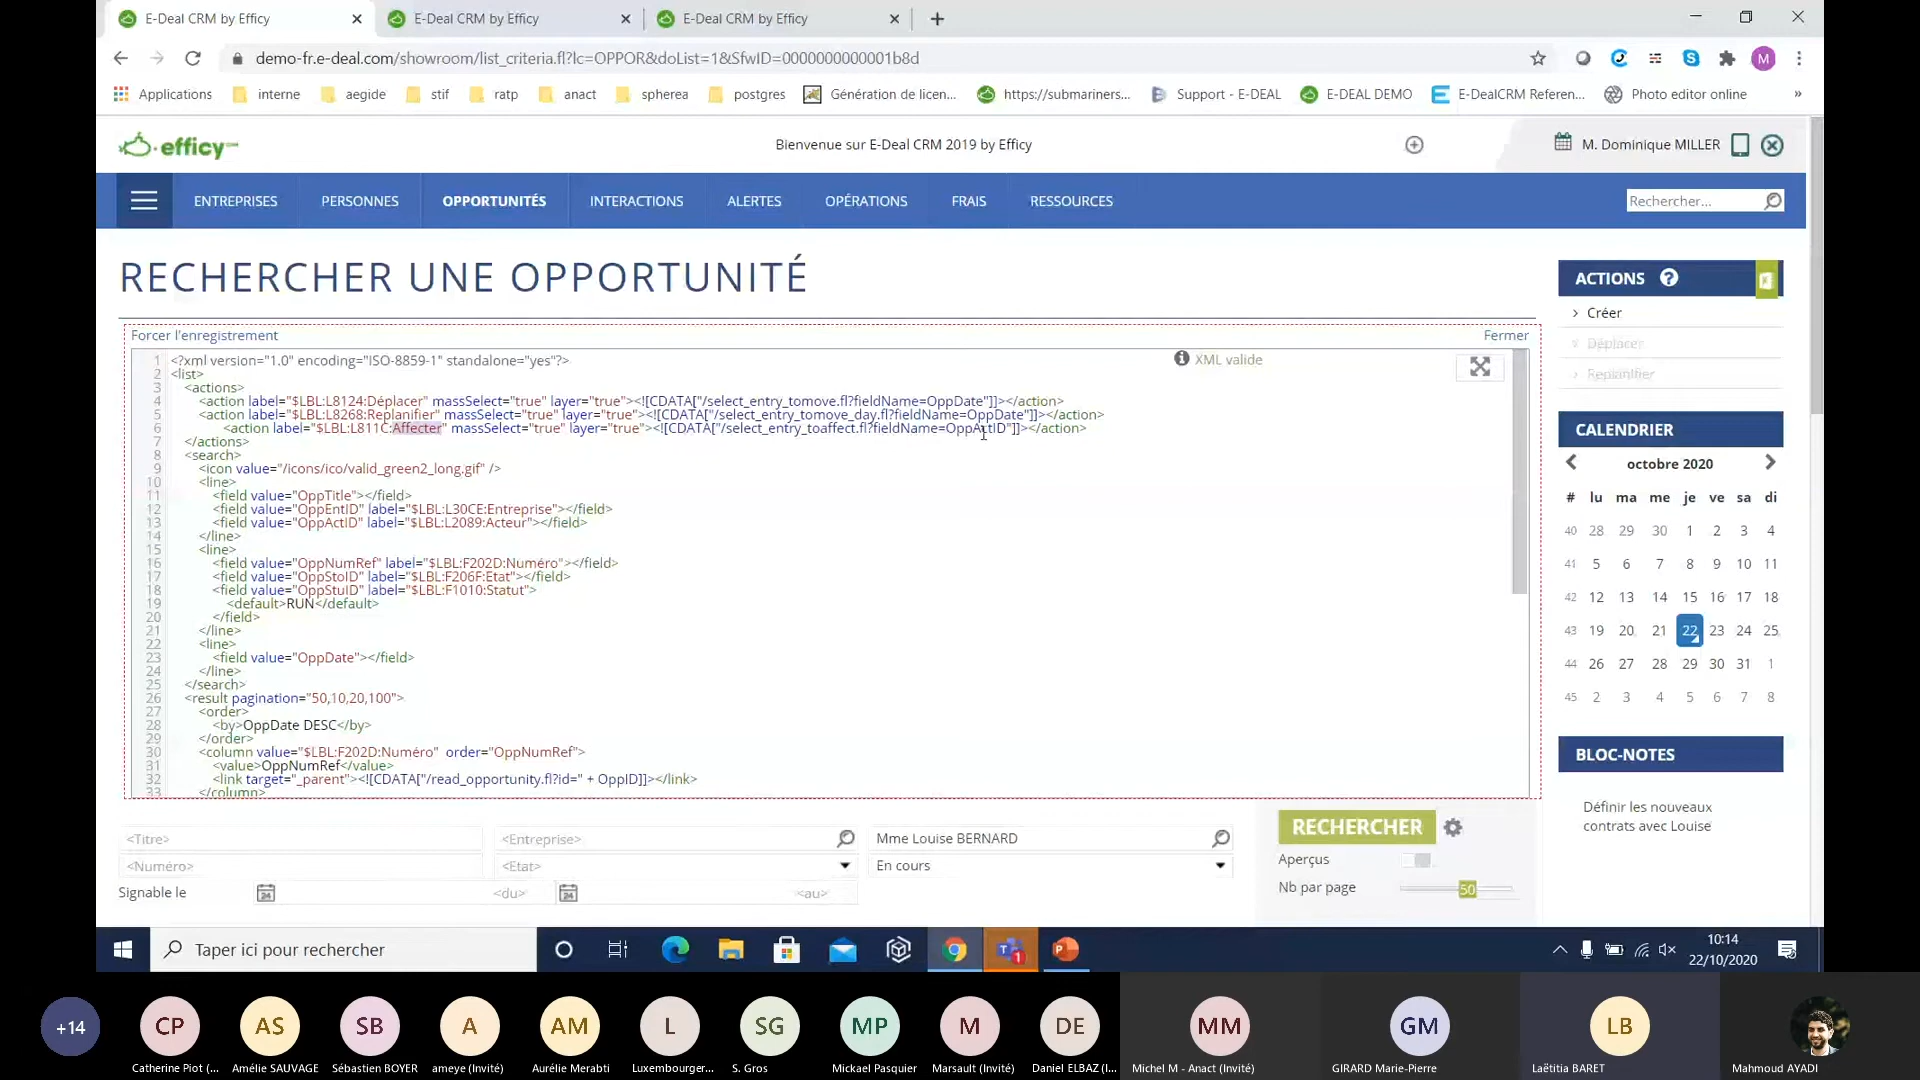 E-Deal CRM by Efficy
E-Deal CRM by Efficy
E-Deal CRM by Efficy
demo-fr.e-deal.com/showroom/list_criteria.fl?lc=OPPOR&doList=1&SfwID=0000000000001b8d
M
Applications
interne
aegide
stif
ratp
anact
spherea
postgres
Génération de licen...
https://submariners...
Support - E-DEAL
E-DEAL DEMO
E-DealCRM Referen...
Photo editor online
»
efficy
Bienvenue sur E-Deal CRM 2019 by Efficy
M. Dominique MILLER
ENTREPRISES
PERSONNES
OPPORTUNITÉS
INTERACTIONS
ALERTES
OPÉRATIONS
FRAIS
RESSOURCES
Rechercher...
RECHERCHER UNE OPPORTUNITÉ
Forcer l'enregistrement
Fermer
XML valide
1 <?xml version="1.0" encoding="ISO-8859-1" standalone="yes"?>
2 <list>
3 <actions>
4 <action label="$LBL:L8124:Déplacer" massSelect="true" layer="true"><![CDATA["/select_entry_tomove.fl?fieldName=OppDate"]]></action>
5 <action label="$LBL:L8268:Replanifier" massSelect="true" layer="true"><![CDATA["/select_entry_tomove_day.fl?fieldName=OppDate"]]></action>
6 <action label="$LBL:L811C:Affecter" massSelect="true" layer="true"><![CDATA["/select_entry_toaffect.fl?fieldName=OppActID"]]></action>
7 </actions>
8 <search>
9 <icon value="/icons/ico/valid_green2_long.gif" />
10 <line>
11 <field value="OppTitle"></field>
12 <field value="OppEntID" label="$LBL:L30CE:Entreprise"></field>
13 <field value="OppActID" label="$LBL:L2089:Acteur"></field>
14 </line>
15 <line>
16 <field value="OppNumRef" label="$LBL:F202D:Numéro"></field>
17 <field value="OppStoID" label="$LBL:F206F:Etat"></field>
18 <field value="OppStuID" label="$LBL:F1010:Statut">
19 <default>RUN</default>
20 </field>
21 </line>
22 <line>
23 <field value="OppDate"></field>
24 </line>
25 </search>
26 <result pagination="50,10,20,100">
27 <order>
28 <by>OppDate DESC</by>
29 </order>
30 <column value="$LBL:F202D:Numéro" order="OppNumRef">
31 <value>OppNumRef</value>
32 <link target="_parent"><![CDATA["/read_opportunity.fl?id=" + OppID]]></link>
33 </column>
<Titre>
<Entreprise>
Mme Louise BERNARD
<Numéro>
<Etat>
En cours
Signable le
24
<du>
24
<au>
RECHERCHER
Aperçus
Nb par page
50
ACTIONS
Créer
Déplacer
Replanifier
CALENDRIER
octobre 2020
# lu ma me je ve sa di
40 28 29 30 1 2 3 4
41 5 6 7 8 9 10 11
42 12 13 14 15 16 17 18
43 19 20 21 22 23 24 25
44 26 27 28 29 30 31 1
45 2 3 4 5 6 7 8
BLOC-NOTES
Définir les nouveaux
contrats avec Louise
Taper ici pour rechercher
1
10:14
22/10/2020
+14
CP
AS
SB
A
AM
L
SG
MP
M
DE
MM
GM
LB
Catherine Piot (...
Amélie SAUVAGE
Sébastien BOYER
ameye (Invité)
Aurélie Merabti
Luxembourger...
S. Gros
Mickael Pasquier
Marsault (Invité)
Daniel ELBAZ (I...
Michel M - Anact (Invité)
GIRARD Marie-Pierre
Laëtitia BARET
Mahmoud AYADI